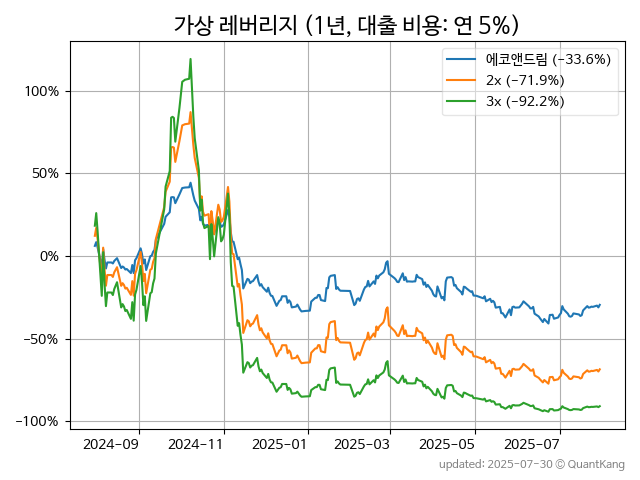 가상 레버리지 (1년, 대출 비용: 연 5%)
에코앤드림 (-33.6%)
2x (-71.9%)
3x (-92.2%)
100%
50%
0%
-50%
-100%
2024-09 2024-11 2025-01 2025-03 2025-05 2025-07
updated: 2025-07-30 © QuantKang